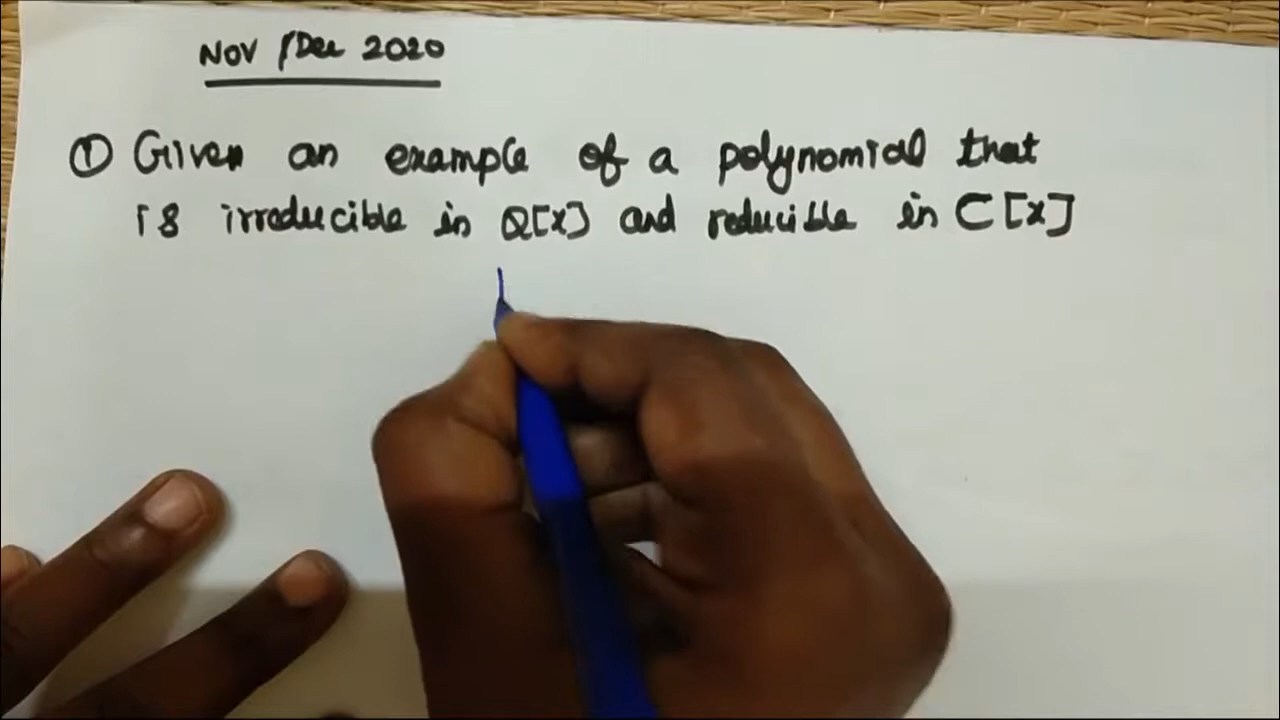 Nov /Dec 2020
① Given an example of a polynomial that
is irreducible in Q[x] and reducible in C[x]